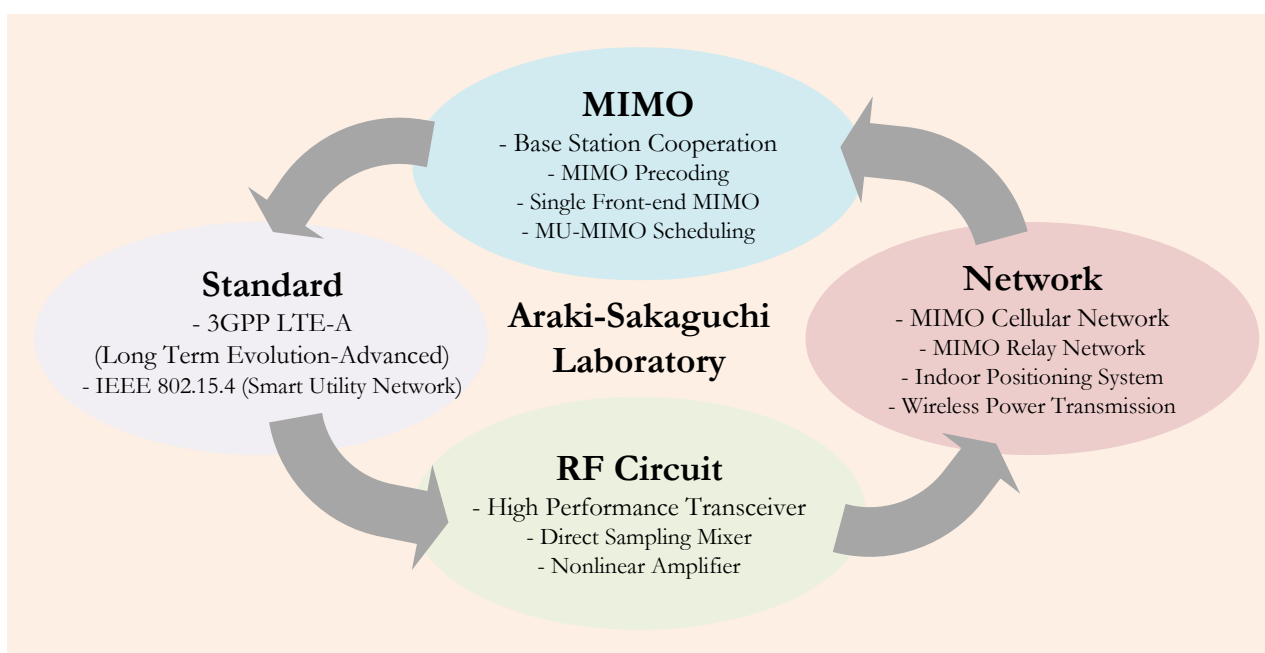 MIMO
- Base Station Cooperation
- MIMO Precoding
- Single Front-end MIMO
- MU-MIMO Scheduling
Standard
- 3GPP LTE-A
(Long Term Evolution-Advanced)
- IEEE 802.15.4 (Smart Utility Network)
Araki-Sakaguchi
Laboratory
Network
- MIMO Cellular Network
- MIMO Relay Network
- Indoor Positioning System
- Wireless Power Transmission
RF Circuit
- High Performance Transceiver
- Direct Sampling Mixer
- Nonlinear Amplifier